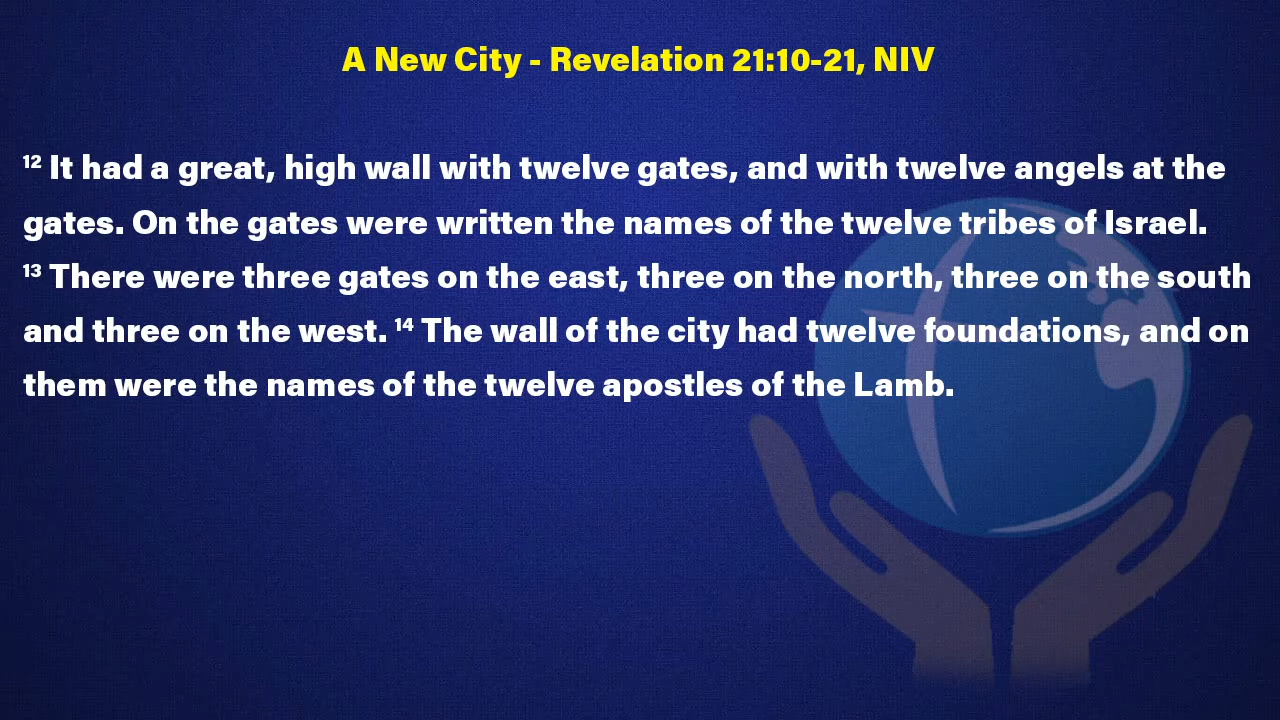 A New City - Revelation 21:10-21, NIV
12 It had a great, high wall with twelve gates, and with twelve angels at the
gates. On the gates were written the names of the twelve tribes of Israel.
13 There were three gates on the east, three on the north, three on the south
and three on the west. 14 The wall of the city had twelve foundations, and on
them were the names of the twelve apostles of the Lamb.